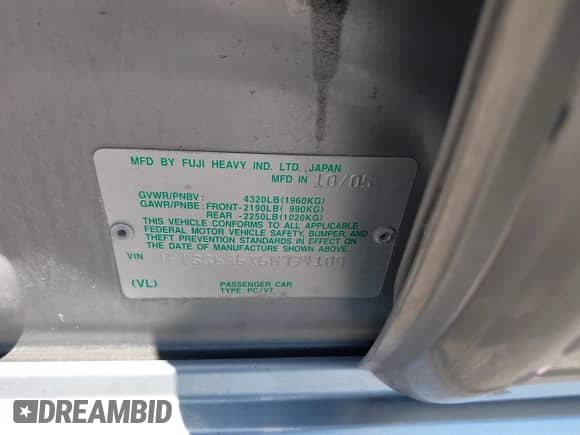 MFD BY FUJI HEAVY IND. LTD., JAPAN
MFD IN 10/05
GVWR/PNBV : 4320LB(1960KG)
GAWR/PNBE: FRONT-2190LB( 990KG)
REAR -2250LB(1020KG)
THIS VEHICLE CONFORMS TO ALL APPLICABLE
FEDERAL MOTOR VEHICLE SAFETY, BUMPER, AND
THEFT PREVENTION STANDARDS IN EFFECT ON
THE DATE OF MANUFACTURE SHOWN ABOVE.
VIN
(VL)
PASSENGER CAR
TYPE: PC/VT
DREAMBID